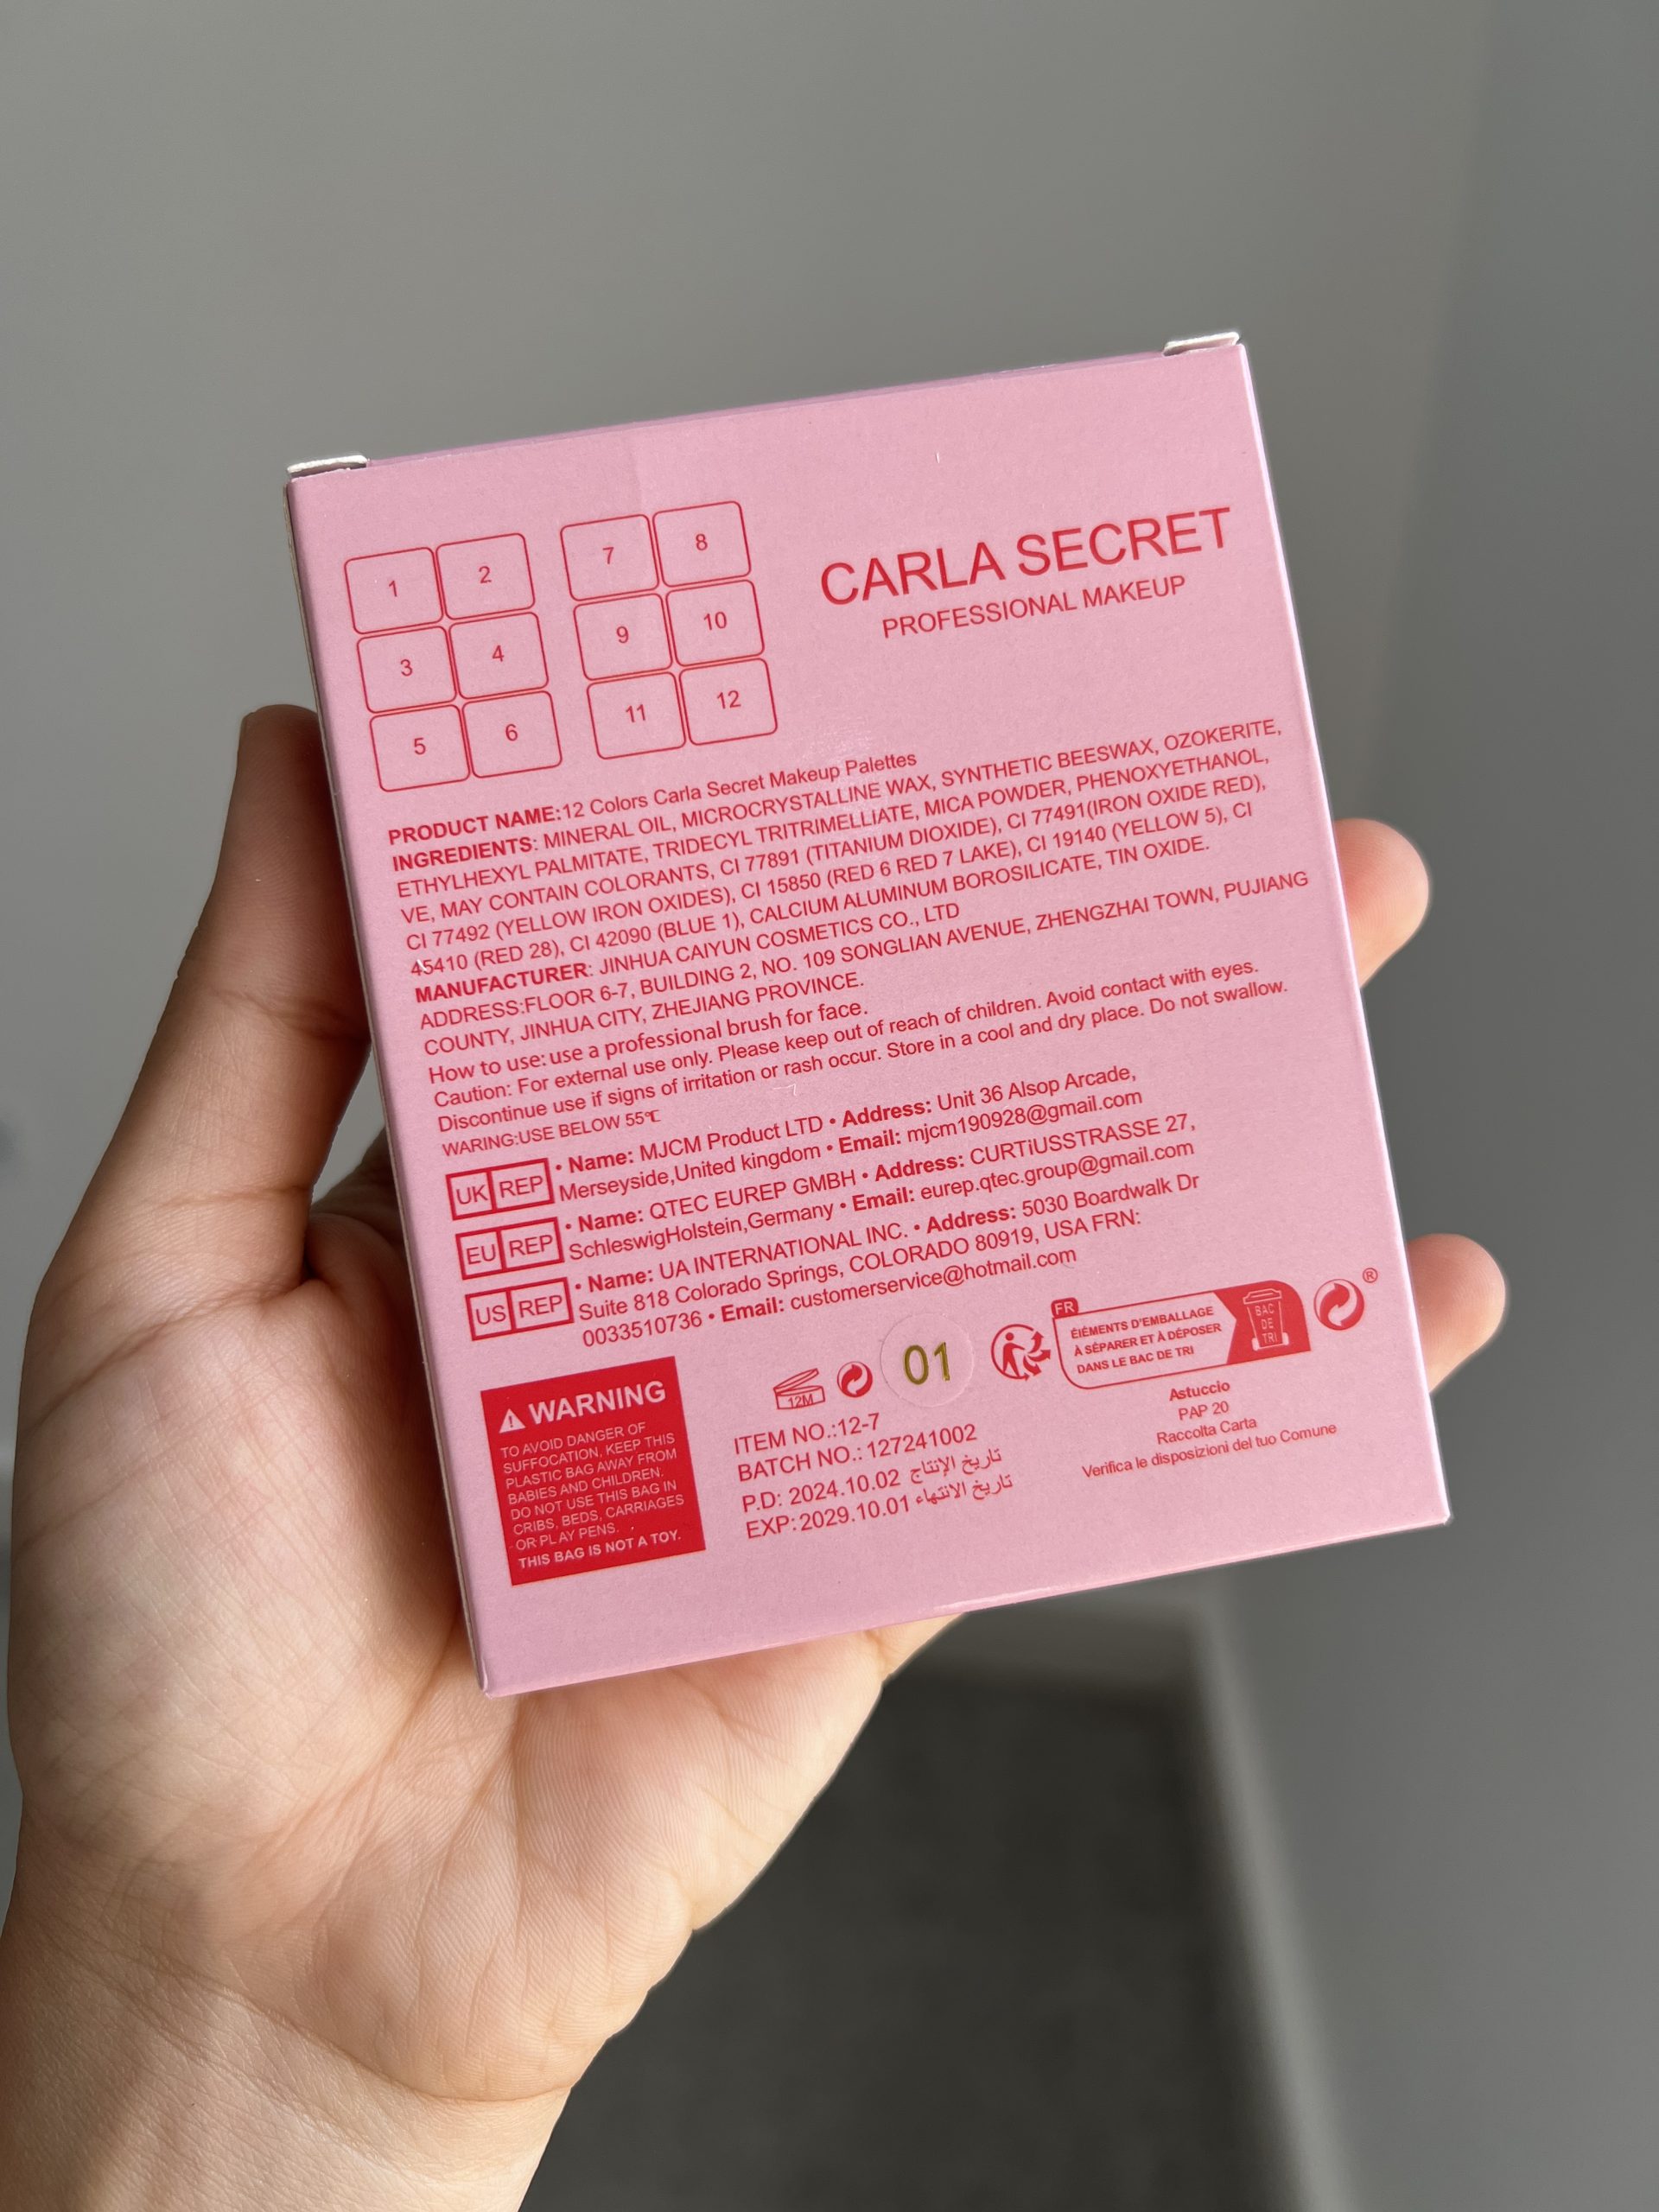 1
2
3
4
5
6
7
8
9
10
11
12
CARLA SECRET
PROFESSIONAL MAKEUP
PRODUCT NAME:12 Colors Carla Secret Makeup Palettes
INGREDIENTS: MINERAL OIL, MICROCRYSTALLINE WAX, SYNTHETIC BEESWAX, OZOKERITE,
ETHYLHEXYL PALMITATE, TRIDECYL TRITRIMELLIATE, MICA POWDER, PHENOXYETHANOL,
VE, MAY CONTAIN COLORANTS, CI 77891 (TITANIUM DIOXIDE), CI 77491(IRON OXIDE RED),
CI 77492 (YELLOW IRON OXIDES), CI 15850 (RED 6 RED 7 LAKE), CI 19140 (YELLOW 5), CI
45410 (RED 28), CI 42090 (BLUE 1), CALCIUM ALUMINUM BOROSILICATE, TIN OXIDE.
MANUFACTURER: JINHUA CAIYUN COSMETICS CO., LTD
ADDRESS:FLOOR 6-7, BUILDING 2, NO. 109 SONGLIAN AVENUE, ZHENGZHAI TOWN, PUJIANG
COUNTY, JINHUA CITY, ZHEJIANG PROVINCE.
How to use: use a professional brush for face.
Caution: For external use only. Please keep out of reach of children. Avoid contact with eyes.
Discontinue use if signs of irritation or rash occur. Store in a cool and dry place. Do not swallow.
WARING:USE BELOW 55℃
UK REP
• Name: MJCM Product LTD • Address: Unit 36 Alsop Arcade,
Merseyside,United kingdom • Email: mjcm190928@gmail.com
EU REP
• Name: QTEC EUREP GMBH • Address: CURTiUSSTRASSE 27,
SchleswigHolstein,Germany • Email: eurep.qtec.group@gmail.com
US REP
• Name: UA INTERNATIONAL INC. • Address: 5030 Boardwalk Dr
Suite 818 Colorado Springs, COLORADO 80919, USA FRN:
0033510736 • Email: customerservice@hotmail.com
WARNING
TO AVOID DANGER OF
SUFFOCATION, KEEP THIS
PLASTIC BAG AWAY FROM
BABIES AND CHILDREN.
DO NOT USE THIS BAG IN
CRIBS, BEDS, CARRIAGES
OR PLAY PENS.
THIS BAG IS NOT A TOY.
12M
01
ITEM NO.:12-7
BATCH NO.: 127241002
P.D: 2024.10.02 تاريخ الإنتاج
EXP:2029.10.01 تاريخ الانتهاء
FR
ÉIÉMENTS D'EMBALLAGE
À SÉPARER ET À DÉPOSER
DANS LE BAC DE TRI
BAC
DE
TRI
®
Astuccio
PAP 20
Raccolta Carta
Verifica le disposizioni del tuo Comune